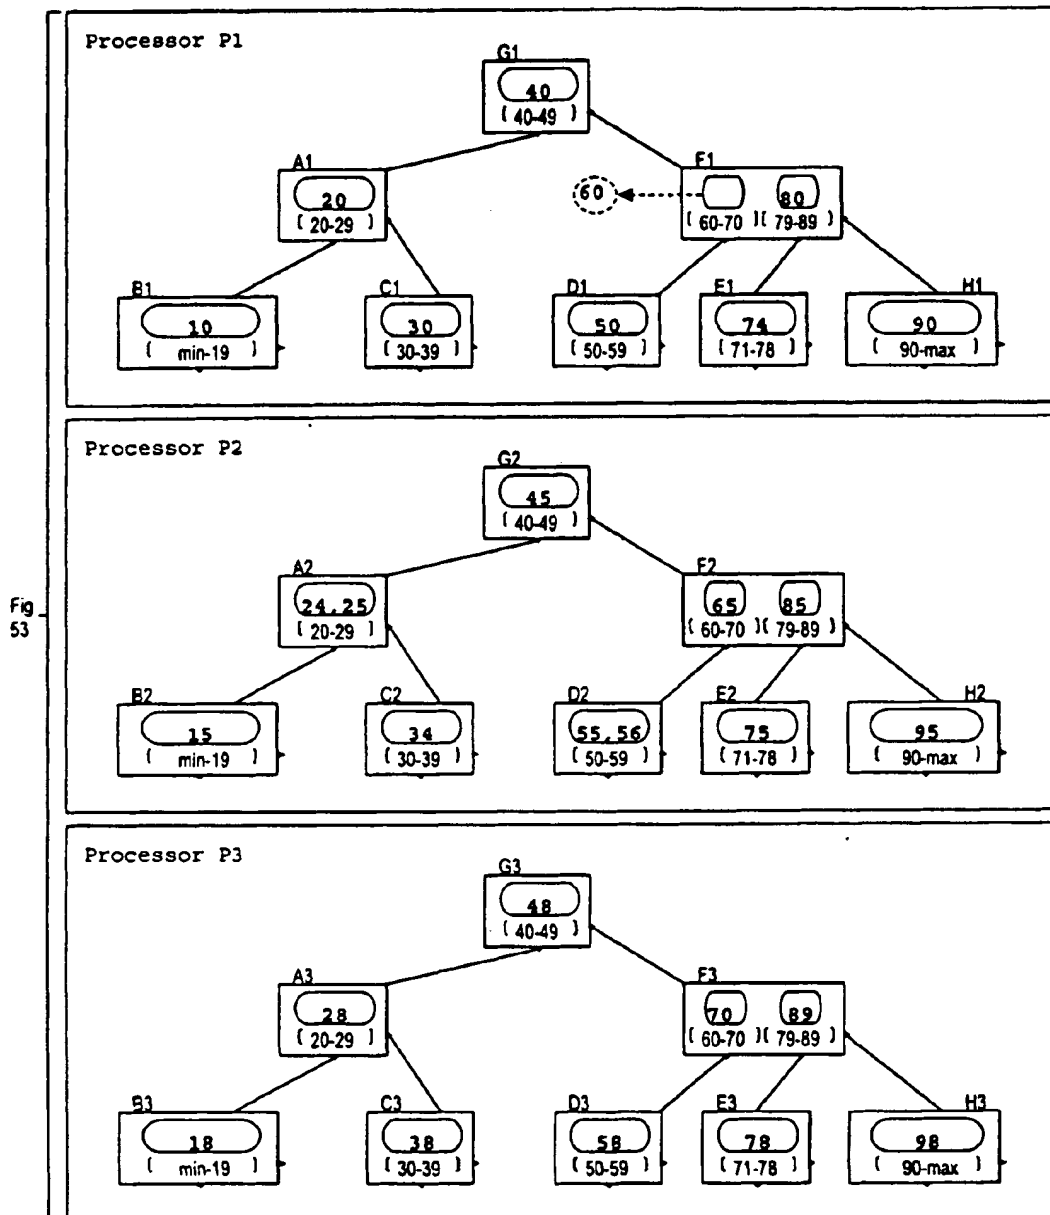 Fig
53
Processor P1
G1
40
[ 40-49 ]
A1
20
[ 20-29 ]
60
F1
80
[ 60-70 ][ 79-89 ]
B1
10
[ min-19 ]
C1
30
[ 30-39 ]
D1
50
[ 50-59 ]
E1
74
[ 71-78 ]
H1
90
[ 90-max ]
Processor P2
G2
45
[ 40-49 ]
A2
24,25
[ 20-29 ]
F2
65 85
[ 60-70 ][ 79-89 ]
B2
15
[ min-19 ]
C2
34
[ 30-39 ]
D2
55,56
[ 50-59 ]
E2
75
[ 71-78 ]
H2
95
[ 90-max ]
Processor P3
G3
48
[ 40-49 ]
A3
28
[ 20-29 ]
F3
70 89
[ 60-70 ][ 79-89 ]
B3
18
[ min-19 ]
C3
38
[ 30-39 ]
D3
58
[ 50-59 ]
E3
78
[ 71-78 ]
H3
98
[ 90-max ]